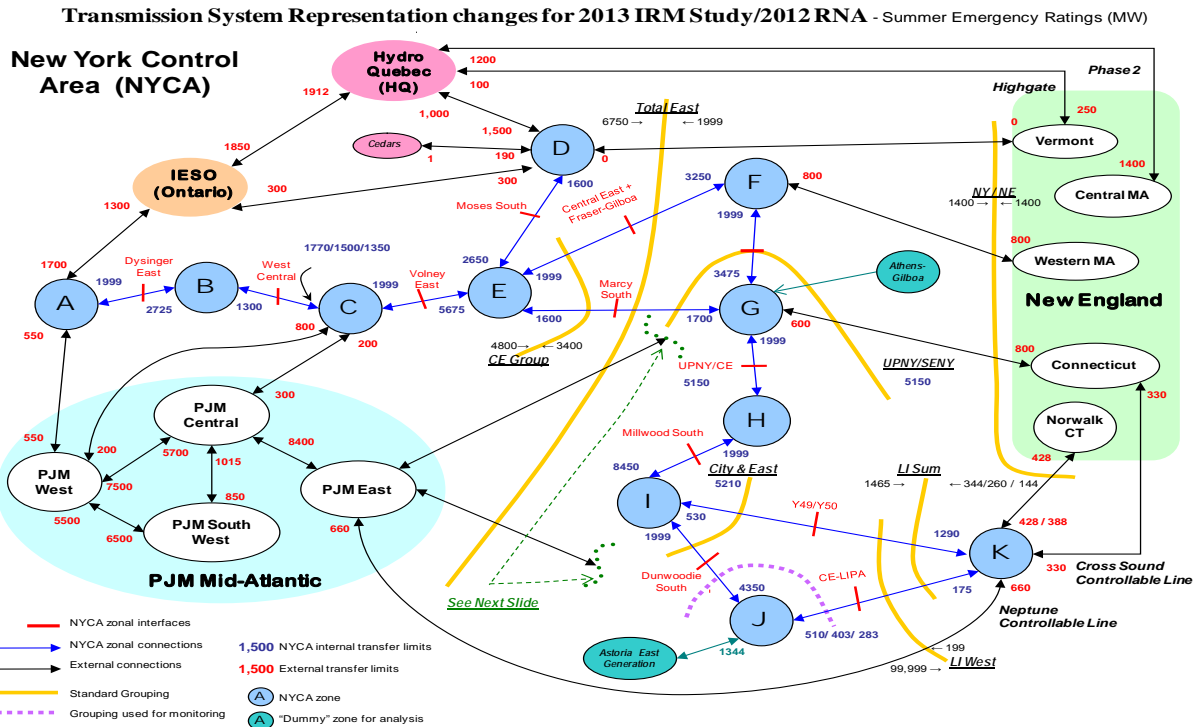 Transmission System Representation changes for 2013 IRM Study/2012 RNA - Summer Emergency Ratings (MW)
New York Control
Area (NYCA)
Hydro
Quebec
(HQ)
1200
100
1912
1,000
Phase 2
Highgate
250
0
Vermont
1400
Central MA
NY/NE
1400→ ←1400
800
Western MA
New England
800
Connecticut
330
Norwalk
CT
428
Total East
6750→ ←1999
Cedars
1
1,500
190
300
D
0
1600
1850
IESO
(Ontario)
300
1300
Moses South
Central East +
Fraser-Gilboa
3250
F
800
1999
1700
A
1999
Dysinger
East
2725
B
1300
West
Central
1770/1500/1350
C
1999
Volney
East
5675
2650
E
1999
1600
Marcy
South
3475
G
1700
600
1999
Athens-
Gilboa
550
800
200
4800→ ←3400
CE Group
UPNY/CE
5150
UPNY/SENY
5150
H
1999
Millwood South
8450
City & East
5210
I
530
1999
Y49/Y50
LI Sum
1465→ ←344/260 / 144
1290
K
428 / 388
330
660
175
Cross Sound
Controllable Line
Neptune
Controllable Line
Dunwoodie
South
4350
J
CE-LIPA
510/ 403/ 283
Astoria East
Generation
1344
←199
99,999→
LI West
300
PJM
Central
8400
5700
1015
850
550
200
PJM
West
7500
5500
6500
PJM South
West
PJM East
660
PJM Mid-Atlantic
See Next Slide
NYCA zonal interfaces
NYCA zonal connections
External connections
Standard Grouping
Grouping used for monitoring
1,500 NYCA internal transfer limits
1,500 External transfer limits
A NYCA zone
A "Dummy" zone for analysis